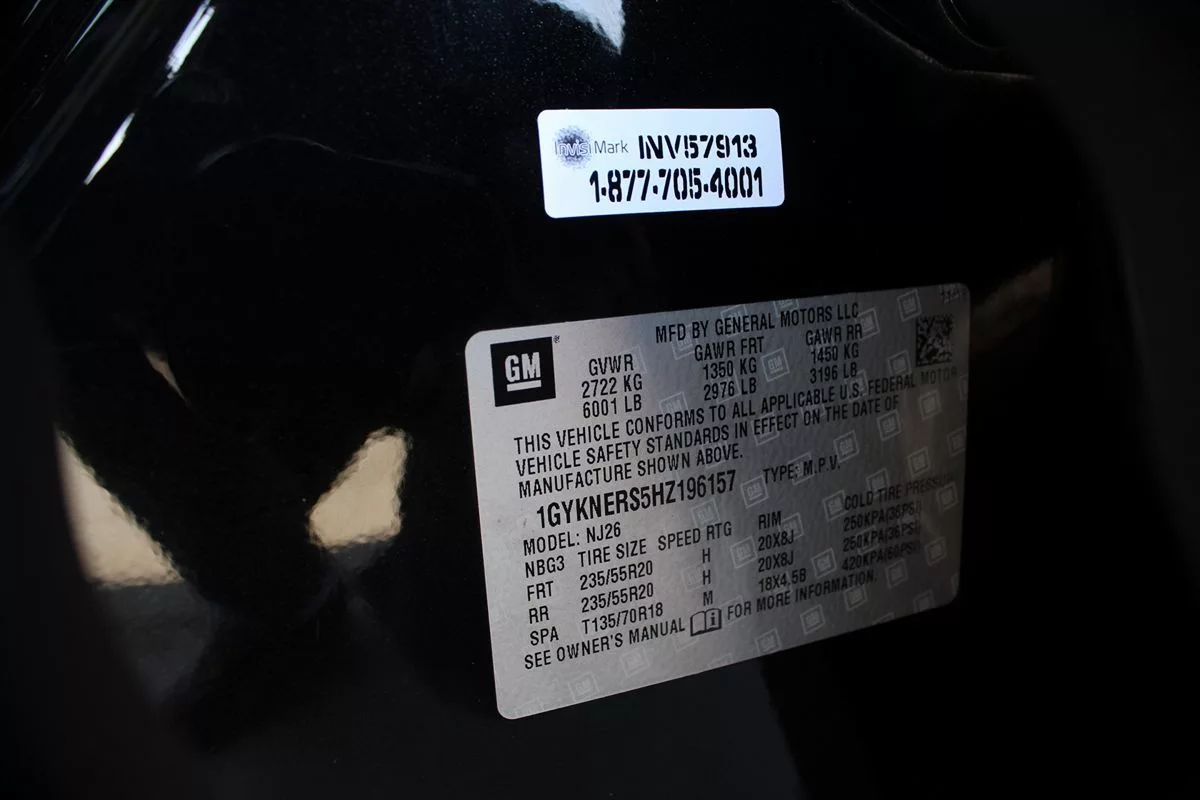 InvisiMark INV57913
1-877-705-4001
MFD BY GENERAL MOTORS LLC
GM
GVWR GAWR FRT GAWR RR
2722 KG 1350 KG 1450 KG
6001 LB 2976 LB 3196 LB
THIS VEHICLE CONFORMS TO ALL APPLICABLE U.S. FEDERAL MOTOR
VEHICLE SAFETY STANDARDS IN EFFECT ON THE DATE OF
MANUFACTURE SHOWN ABOVE.
1GYKNERS5HZ196157 TYPE: M.P.V.
MODEL: NJ26
NBG3 TIRE SIZE SPEED RTG RIM COLD TIRE PRESSURE
FRT 235/55R20 H 20X8J 250KPA(36PSI)
RR 235/55R20 H 20X8J 250KPA(36PSI)
SPA T135/70R18 M 18X4.5B 420KPA(60PSI)
SEE OWNER'S MANUAL FOR MORE INFORMATION.